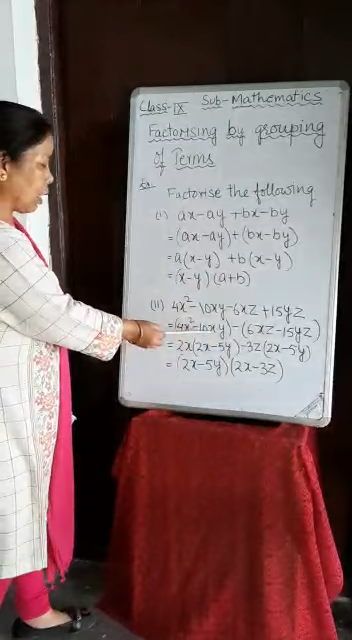 Class-IX Sub-Mathematics
Factorising by grouping
of Terms
Ex. Factorise the following
(i) ax-ay+bx-by
=(ax-ay)+(bx-by)
=a(x-y)+b(x-y)
=(x-y)(a+b)
(ii) 4x²-10xy-6xz+15yz
=(4x²-10xy)-(6xz-15yz)
=2x(2x-5y)-3z(2x-5y)
=(2x-5y)(2x-3z)